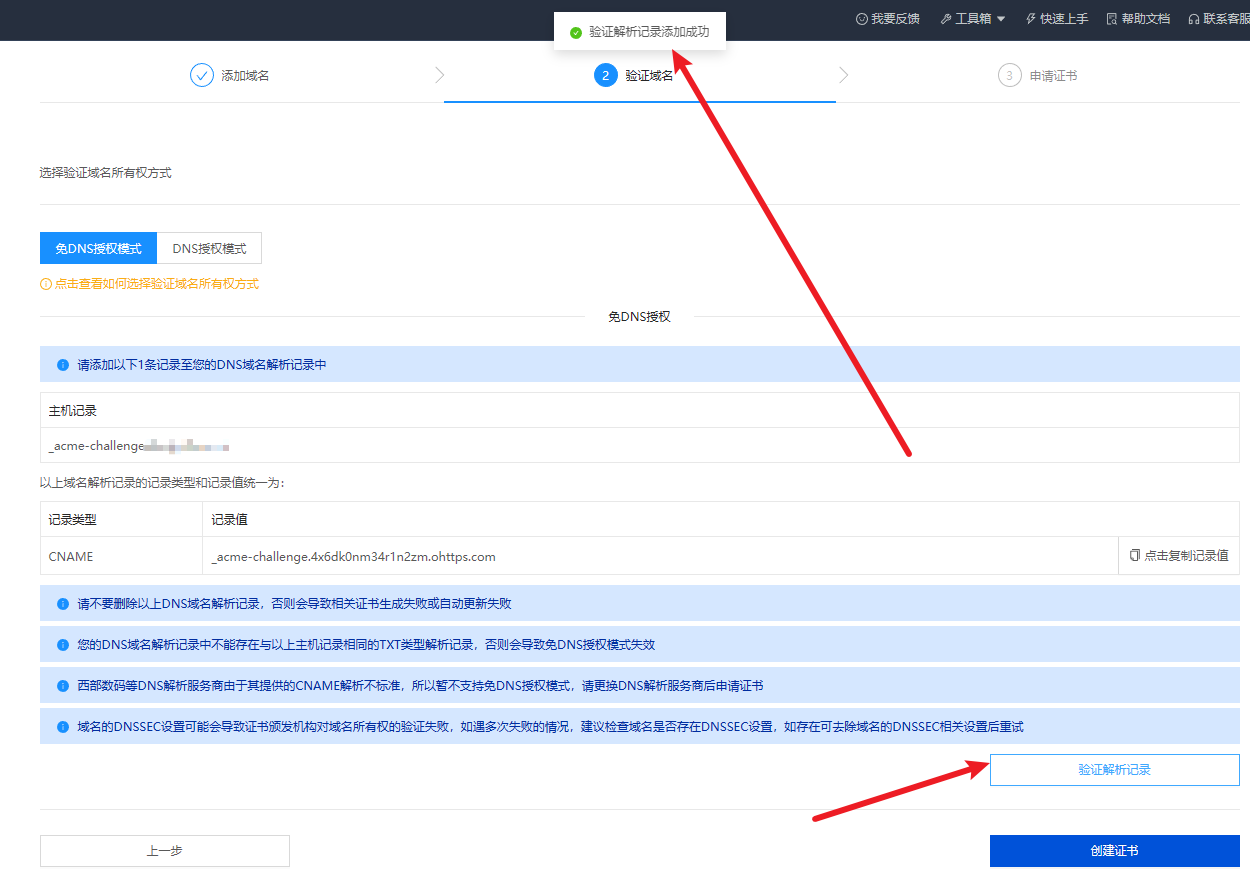 我要反馈 工具箱 快速上手 帮助文档 联系客服
验证解析记录添加成功
添加域名 2 验证域名 3 申请证书
选择验证域名所有权方式
免DNS授权模式 DNS授权模式
点击查看如何选择验证域名所有权方式
免DNS授权
请添加以下1条记录至您的DNS域名解析记录中
主机记录
_acme-challenge
以上域名解析记录的记录类型和记录值统一为：
记录类型 记录值
CNAME _acme-challenge.4x6dk0nm34r1n2zm.ohttps.com 点击复制记录值
请不要删除以上DNS域名解析记录，否则会导致相关证书生成失败或自动更新失败
您的DNS域名解析记录中不能存在与以上主机记录相同的TXT类型解析记录，否则会导致免DNS授权模式失效
西部数码等DNS解析服务商由于其提供的CNAME解析不标准，所以暂不支持免DNS授权模式，请更换DNS解析服务商后申请证书
域名的DNSSEC设置可能会导致证书颁发机构对域名所有权的验证失败，如遇多次失败的情况，建议检查域名是否存在DNSSEC设置，如存在可去除域名的DNSSEC相关设置后重试
验证解析记录
上一步 创建证书